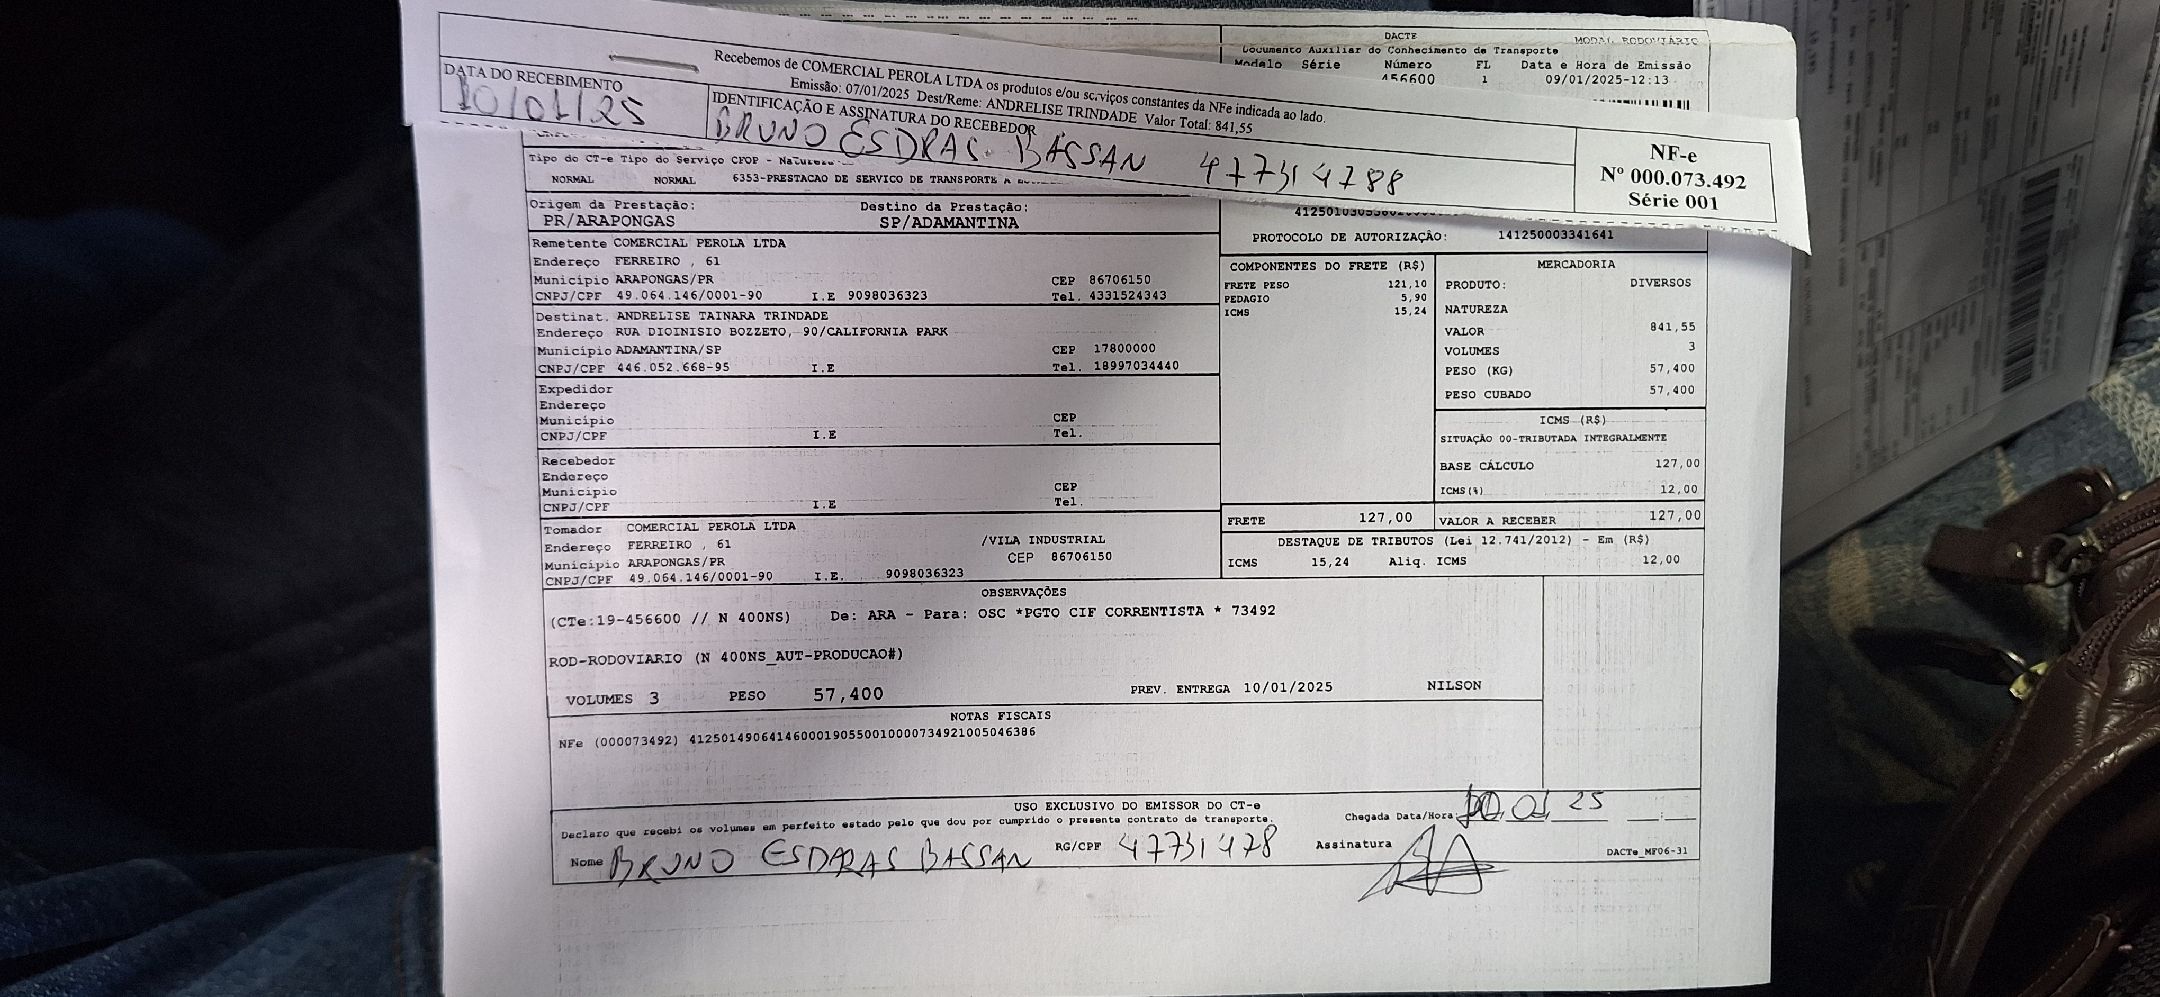 DACTE
MODAL RODOVIÁRIO
Documento Auxiliar do Conhecimento de Transporte
Modelo Série Número FL Data e Hora de Emissão
456600 1 09/01/2025-12:13
Recebemos de COMERCIAL PEROLA LTDA os produtos e/ou serviços constantes da NFe indicada ao lado.
Emissão: 07/01/2025 Dest/Reme: ANDRELISE TRINDADE Valor Total: 841,55
DATA DO RECEBIMENTO
10/01/25
IDENTIFICAÇÃO E ASSINATURA DO RECEBEDOR
BRUNO ESDRAS BASSAN 477314788
NF-e
Nº 000.073.492
Série 001
Tipo do CT-e Tipo do Serviço CFOP - Natureza
NORMAL NORMAL 6353-PRESTACAO DE SERVICO DE TRANSPORTE A
Origem da Prestação: Destino da Prestação:
PR/ARAPONGAS SP/ADAMANTINA
PROTOCOLO DE AUTORIZAÇÃO: 141250003341641
Remetente COMERCIAL PEROLA LTDA
Endereço FERREIRO , 61
Município ARAPONGAS/PR CEP 86706150
CNPJ/CPF 49.064.146/0001-90 I.E 9098036323 Tel. 4331524343
Destinat. ANDRELISE TAINARA TRINDADE
Endereço RUA DIOINISIO BOZZETO, 90/CALIFORNIA PARK
Município ADAMANTINA/SP CEP 17800000
CNPJ/CPF 446.052.668-95 I.E Tel. 18997034440
Expedidor
Endereço
Município CEP
CNPJ/CPF I.E Tel.
Recebedor
Endereço
Município CEP
CNPJ/CPF I.E Tel.
Tomador COMERCIAL PEROLA LTDA
Endereço FERREIRO , 61 /VILA INDUSTRIAL
Município ARAPONGAS/PR CEP 86706150
CNPJ/CPF 49.064.146/0001-90 I.E. 9098036323
COMPONENTES DO FRETE (R$)
FRETE PESO 121,10
PEDAGIO 5,90
ICMS 15,24
MERCADORIA
PRODUTO: DIVERSOS
NATUREZA
VALOR 841,55
VOLUMES 3
PESO (KG) 57,400
PESO CUBADO 57,400
ICMS (R$)
SITUAÇÃO 00-TRIBUTADA INTEGRALMENTE
BASE CÁLCULO 127,00
ICMS(%) 12,00
FRETE 127,00 VALOR A RECEBER 127,00
DESTAQUE DE TRIBUTOS (Lei 12.741/2012) - Em (R$)
ICMS 15,24 Aliq. ICMS 12,00
OBSERVAÇÕES
(CTe:19-456600 // N 400NS) De: ARA - Para: OSC *PGTO CIF CORRENTISTA * 73492
ROD-RODOVIARIO (N 400NS_AUT-PRODUCAO#)
VOLUMES 3 PESO 57,400 PREV. ENTREGA 10/01/2025 NILSON
NOTAS FISCAIS
NFe (000073492) 41250149064146000190550010000734921005046386
USO EXCLUSIVO DO EMISSOR DO CT-e
Declaro que recebi os volumes em perfeito estado pelo que dou por cumprido o presente contrato de transporte.
Chegada Data/Hora 10.01.25
Nome BRUNO ESDRAS BASSAN RG/CPF 47731478 Assinatura
DACTe_MF06-31